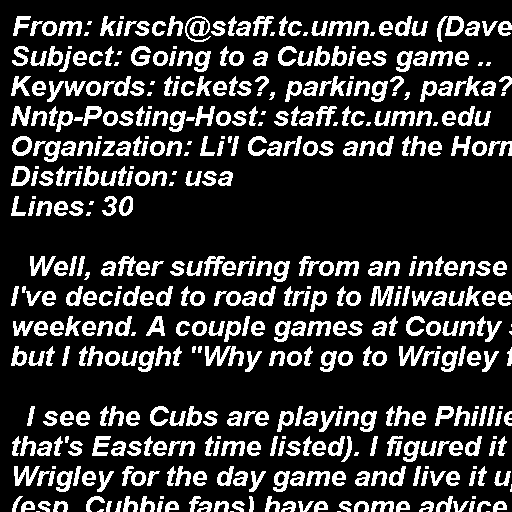 From: kirsch@staff.tc.umn.edu (Dave
Subject: Going to a Cubbies game ..
Keywords: tickets?, parking?, parka?
Nntp-Posting-Host: staff.tc.umn.edu
Organization: Li'l Carlos and the Horn
Distribution: usa
Lines: 30

Well, after suffering from an intense
I've decided to road trip to Milwaukee
weekend. A couple games at County
but I thought "Why not go to Wrigley

I see the Cubs are playing the Phillie
that's Eastern time listed). I figured it
Wrigley for the day game and live it u
(esp. Cubbie fans) have some advice